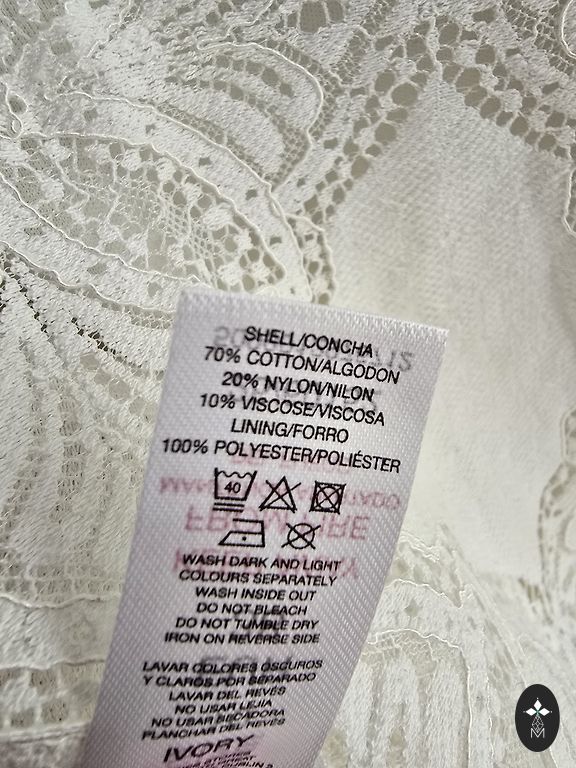 SHELL/CONCHA
70% COTTON/ALGODON
20% NYLON/NILON
10% VISCOSE/VISCOSA
LINING/FORRO
100% POLYESTER/POLIÉSTER
40
WASH DARK AND LIGHT
COLOURS SEPARATELY
WASH INSIDE OUT
DO NOT BLEACH
DO NOT TUMBLE DRY
IRON ON REVERSE SIDE
LAVAR COLORES OSCUROS
Y CLAROS POR SEPARADO
LAVAR DEL REVÉS
NO USAR LEJIA
NO USAR SECADORA
PLANCHAR DEL REVÉS
IVORY
M